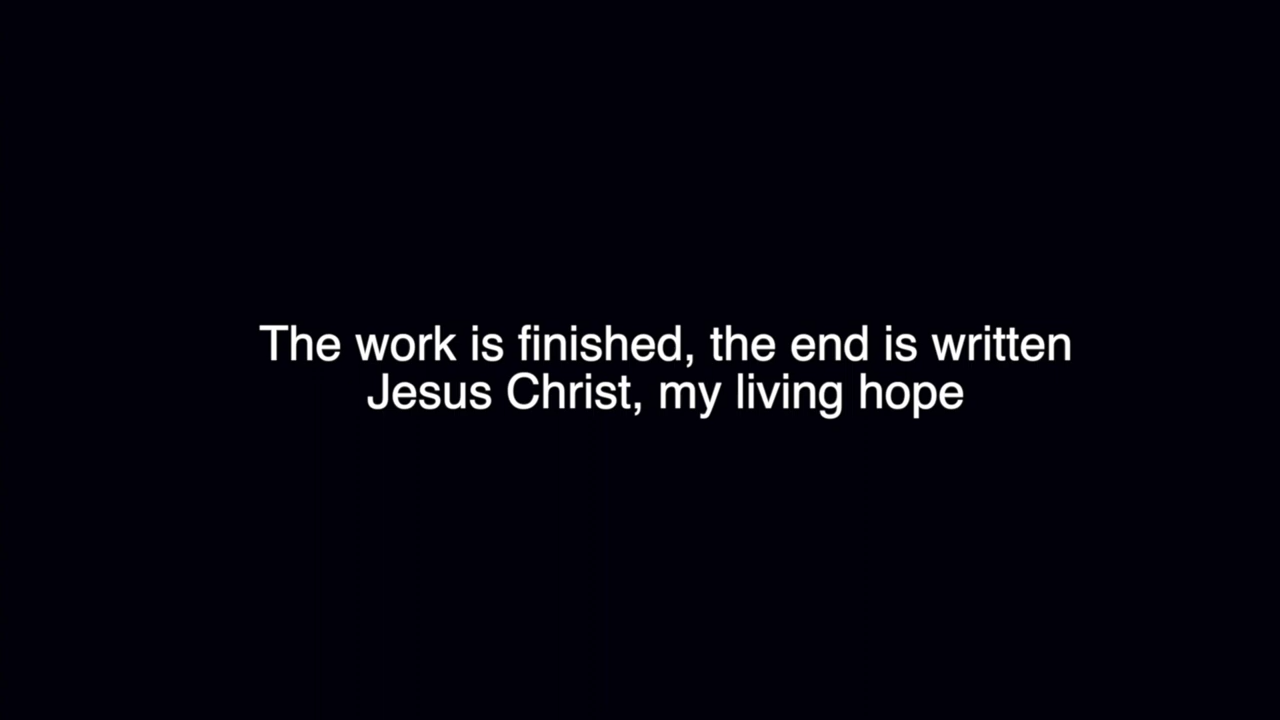 The work is finished, the end is written
Jesus Christ, my living hope